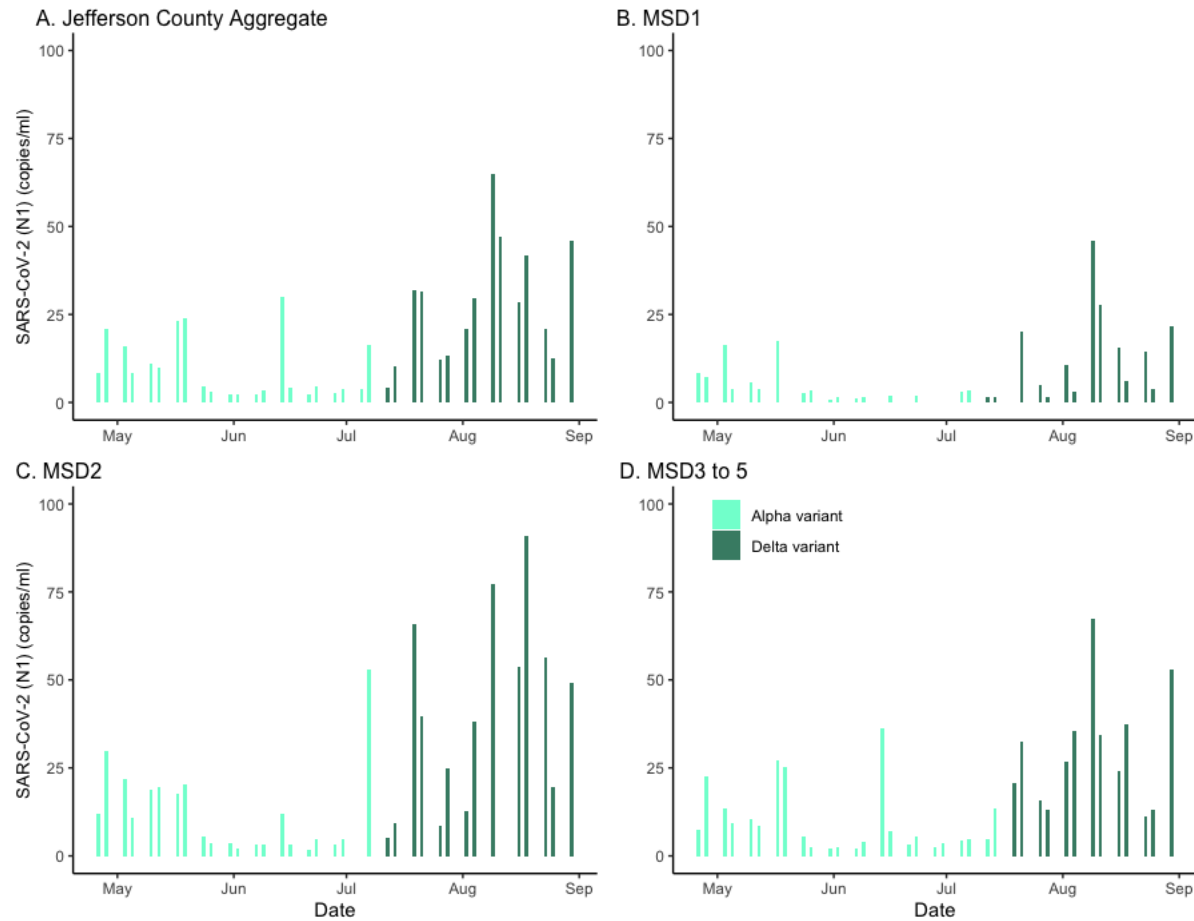 A. Jefferson County Aggregate
SARS-CoV-2 (N1) (copies/ml)
100
75
50
25
0
May Jun Jul Aug Sep
B. MSD1
100
75
50
25
0
May Jun Jul Aug Sep
C. MSD2
SARS-CoV-2 (N1) (copies/ml)
100
75
50
25
0
May Jun Jul Aug Sep
Date
D. MSD3 to 5
Alpha variant
Delta variant
100
75
50
25
0
May Jun Jul Aug Sep
Date